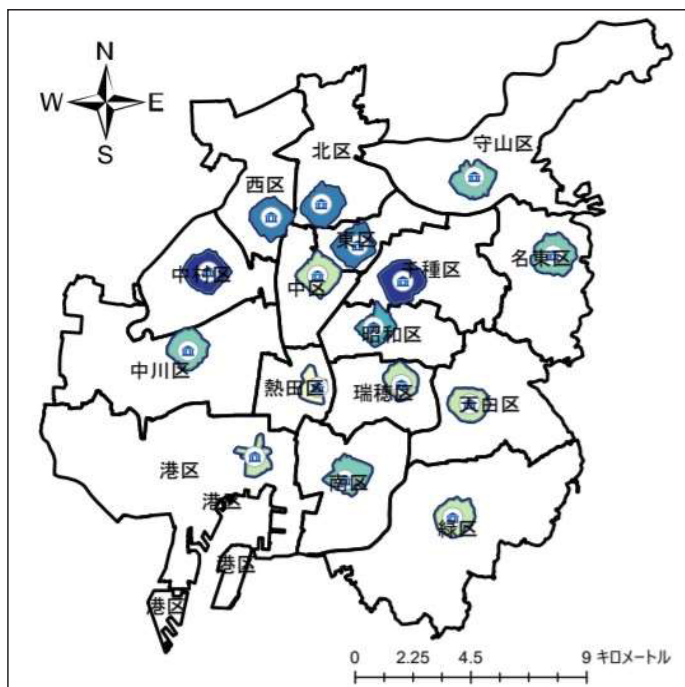 N
W E
S
守山区
北区
西区
東区
名東区
中村区
中区
千種区
昭和区
中川区
熱田区
瑞穂区
天白区
港区
南区
港区
緑区
港区
港区
0 2.25 4.5 9 キロメートル